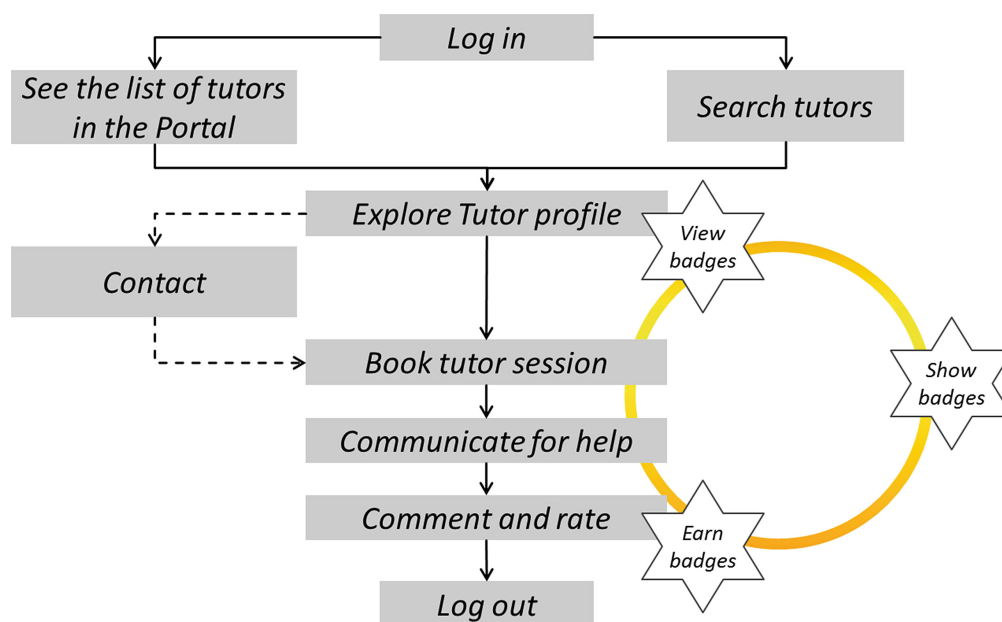 Log in
See the list of tutors
in the Portal
Search tutors
Explore Tutor profile
View
badges
Contact
Book tutor session
Show
badges
Communicate for help
Comment and rate
Earn
badges
Log out